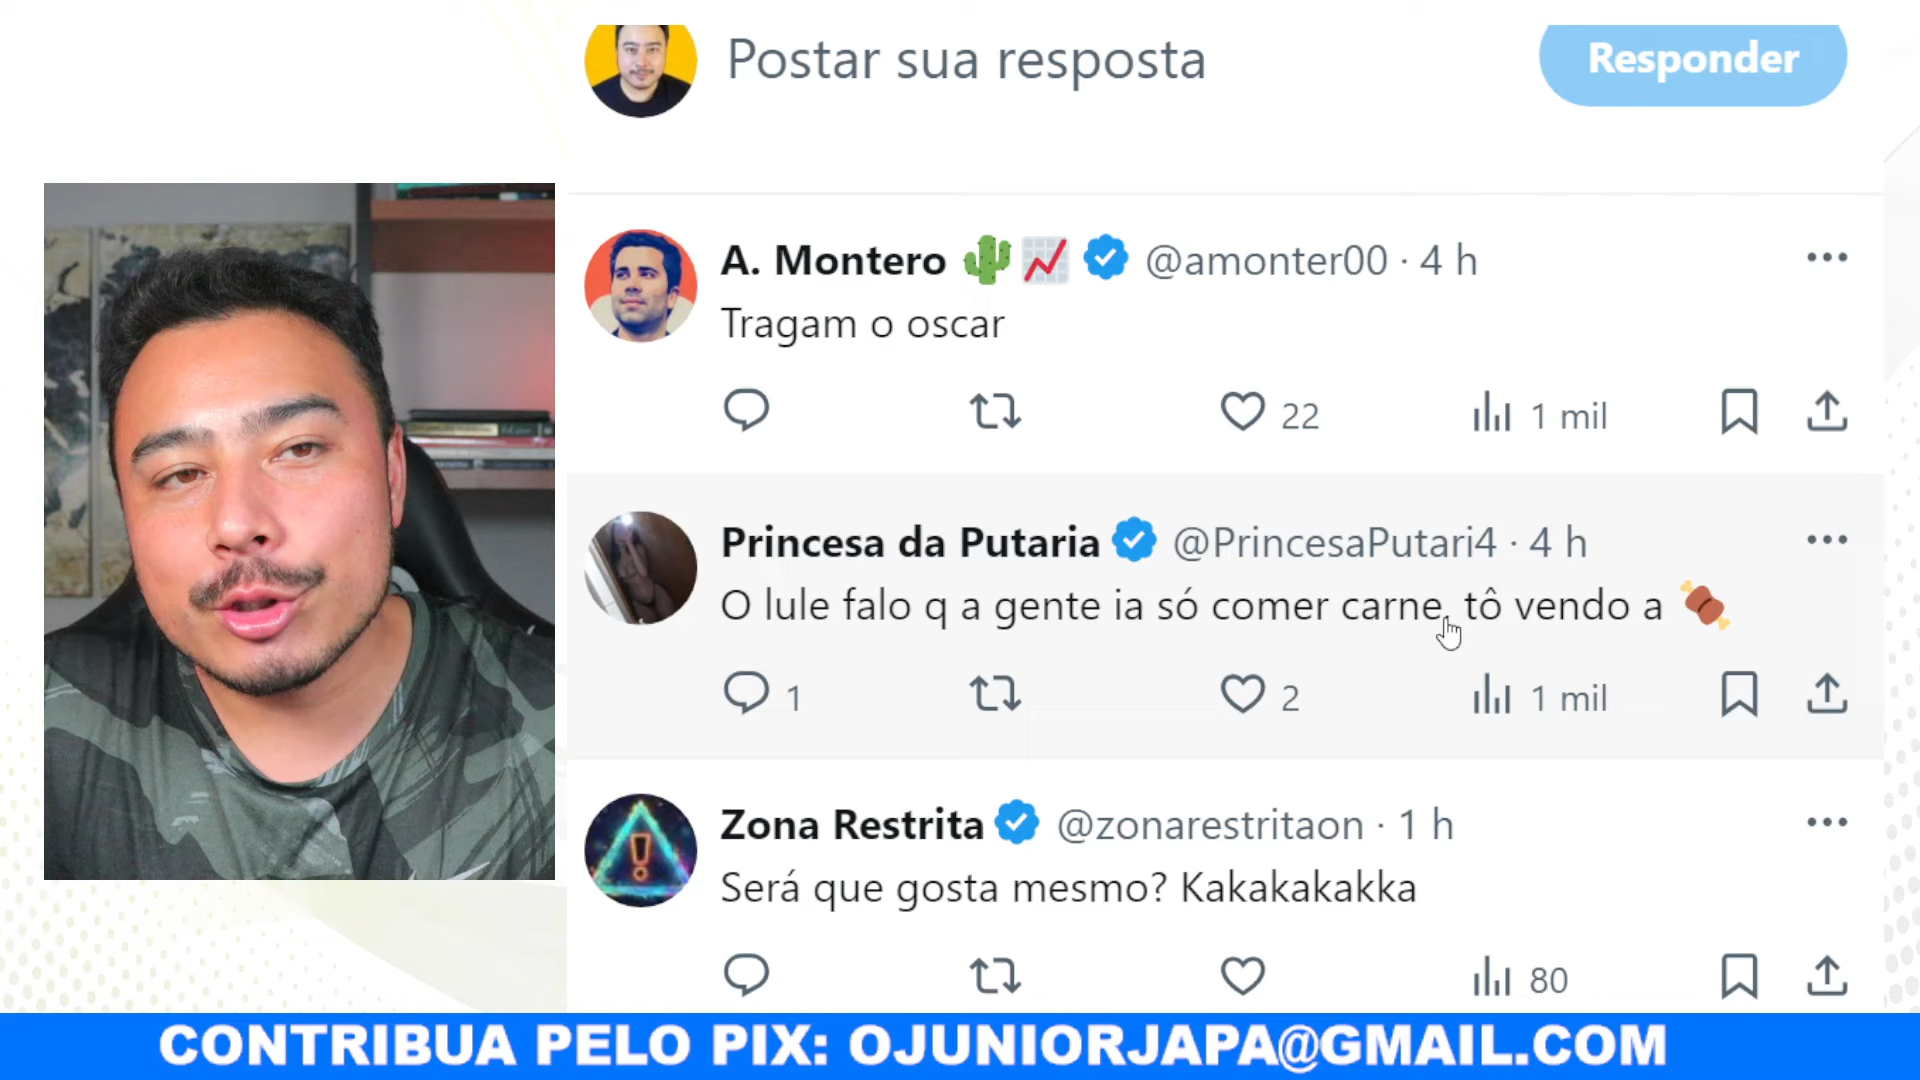 Postar sua resposta
Responder
A. Montero 🌵📈 @amonter00 · 4 h
Tragam o oscar
22
1 mil
Princesa da Putaria @PrincesaPutari4 · 4 h
O lule falo q a gente ia só comer carne, tô vendo a 🍖
1
2
1 mil
Zona Restrita @zonarestritaon · 1 h
Será que gosta mesmo? Kakakakakka
80
CONTRIBUA PELO PIX: OJUNIORJAPA@GMAIL.COM